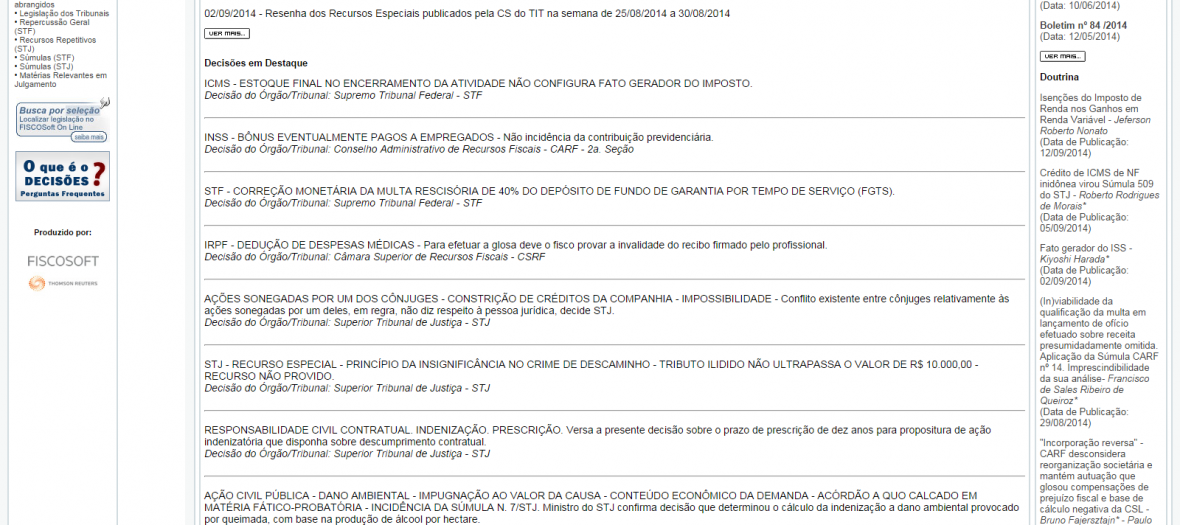 abrangidos
• Legislação dos Tribunais
• Repercussão Geral
(STF)
• Recursos Repetitivos
(STJ)
• Súmulas (STF)
• Súmulas (STJ)
• Matérias Relevantes em
Julgamento
Busca por seleção
Localizar legislação no
FISCOSoft On Line
saiba mais
O que é o
DECISÕES ?
Perguntas Frequentes
Produzido por:
FISCOSOFT
THOMSON REUTERS
02/09/2014 - Resenha dos Recursos Especiais publicados pela CS do TIT na semana de 25/08/2014 a 30/08/2014
VER MAIS...
Decisões em Destaque
ICMS - ESTOQUE FINAL NO ENCERRAMENTO DA ATIVIDADE NÃO CONFIGURA FATO GERADOR DO IMPOSTO.
Decisão do Órgão/Tribunal: Supremo Tribunal Federal - STF
INSS - BÔNUS EVENTUALMENTE PAGOS A EMPREGADOS - Não incidência da contribuição previdenciária.
Decisão do Órgão/Tribunal: Conselho Administrativo de Recursos Fiscais - CARF - 2a. Seção
STF - CORREÇÃO MONETÁRIA DA MULTA RESCISÓRIA DE 40% DO DEPÓSITO DE FUNDO DE GARANTIA POR TEMPO DE SERVIÇO (FGTS).
Decisão do Órgão/Tribunal: Supremo Tribunal Federal - STF
IRPF - DEDUÇÃO DE DESPESAS MÉDICAS - Para efetuar a glosa deve o fisco provar a invalidade do recibo firmado pelo profissional.
Decisão do Órgão/Tribunal: Câmara Superior de Recursos Fiscais - CSRF
AÇÕES SONEGADAS POR UM DOS CÔNJUGES - CONSTRIÇÃO DE CRÉDITOS DA COMPANHIA - IMPOSSIBILIDADE - Conflito existente entre cônjuges relativamente às
ações sonegadas por um deles, em regra, não diz respeito à pessoa jurídica, decide STJ.
Decisão do Órgão/Tribunal: Superior Tribunal de Justiça - STJ
STJ - RECURSO ESPECIAL - PRINCÍPIO DA INSIGNIFICÂNCIA NO CRIME DE DESCAMINHO - TRIBUTO ILIDIDO NÃO ULTRAPASSA O VALOR DE R$ 10.000,00 -
RECURSO NÃO PROVIDO.
Decisão do Órgão/Tribunal: Superior Tribunal de Justiça - STJ
RESPONSABILIDADE CIVIL CONTRATUAL. INDENIZAÇÃO. PRESCRIÇÃO. Versa a presente decisão sobre o prazo de prescrição de dez anos para propositura de ação
indenizatória que disponha sobre descumprimento contratual.
Decisão do Órgão/Tribunal: Superior Tribunal de Justiça - STJ
AÇÃO CIVIL PÚBLICA - DANO AMBIENTAL - IMPUGNAÇÃO AO VALOR DA CAUSA - CONTEÚDO ECONÔMICO DA DEMANDA - ACÓRDÃO A QUO CALCADO EM
MATÉRIA FÁTICO-PROBATÓRIA - INCIDÊNCIA DA SÚMULA N. 7/STJ. Ministro do STJ confirma decisão que determinou o cálculo da indenização a dano ambiental provocado
por queimada, com base na produção de álcool por hectare.
(Data: 10/06/2014)
Boletim nº 84 /2014
(Data: 12/05/2014)
VER MAIS...
Doutrina
Isenções do Imposto de
Renda nos Ganhos em
Renda Variável - Jeferson
Roberto Nonato
(Data de Publicação:
12/09/2014)
Crédito de ICMS de NF
inidônea virou Súmula 509
do STJ - Roberto Rodrigues
de Morais*
(Data de Publicação:
05/09/2014)
Fato gerador do ISS -
Kiyoshi Harada*
(Data de Publicação:
02/09/2014)
(In)viabilidade da
qualificação da multa em
lançamento de ofício
efetuado sobre receita
presumidadamente omitida.
Aplicação da Súmula CARF
nº 14. Imprescindibilidade
da sua análise- Francisco
de Sales Ribeiro de
Queiroz*
(Data de Publicação:
29/08/2014)
"Incorporação reversa" -
CARF desconsidera
reorganização societária e
mantém autuação que
glosou compensações de
prejuízo fiscal e base de
cálculo negativa da CSL -
Bruno Fajersztajn* - Paulo